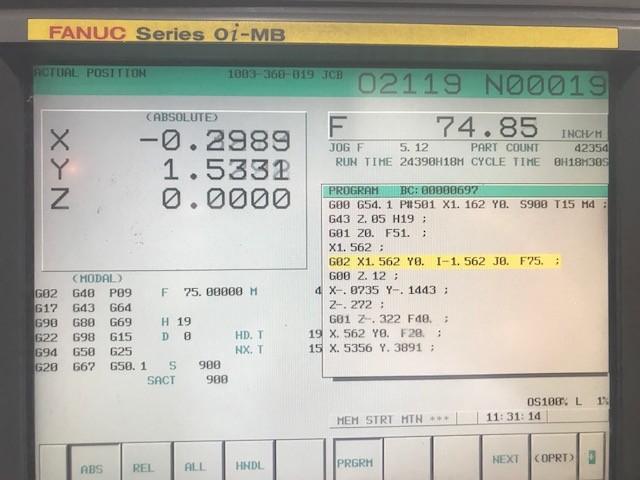 FANUC Series 0i-MB
ACTUAL POSITION 1003-360-019 JCB O2119 N00019
(ABSOLUTE)
X -0.3989
Y 1.5331
Z 0.0000
F 74.85 INCH/M
JOG F 5.12 PART COUNT 42354
RUN TIME 24390H18M CYCLE TIME 0H18M30S
PROGRAM BC:00000697
G00 G54.1 P#501 X1.162 Y0. S900 T15 M4 ;
G43 Z.05 H19 ;
G01 Z0. F51. ;
X1.562 ;
G02 X1.562 Y0. I-1.562 J0. F75. ;
G00 Z.12 ;
X-.0735 Y-.1443 ;
Z-.272 ;
G01 Z-.322 F40. ;
X.562 Y0. F20. ;
X.5356 Y.3891 ;
(MODAL)
G02 G40 P09 F 75.00000 M 4
G17 G43 G64
G90 G80 G69 H 19
G22 G98 G15 D 0 HD.T 19
G94 G50 G25 NX.T 15
G20 G67 G50.1 S 900
SACT 900
OS100% L 1%
MEM STRT MTN *** 11:31:14
ABS REL ALL HNDL PRGRM NEXT (OPRT)